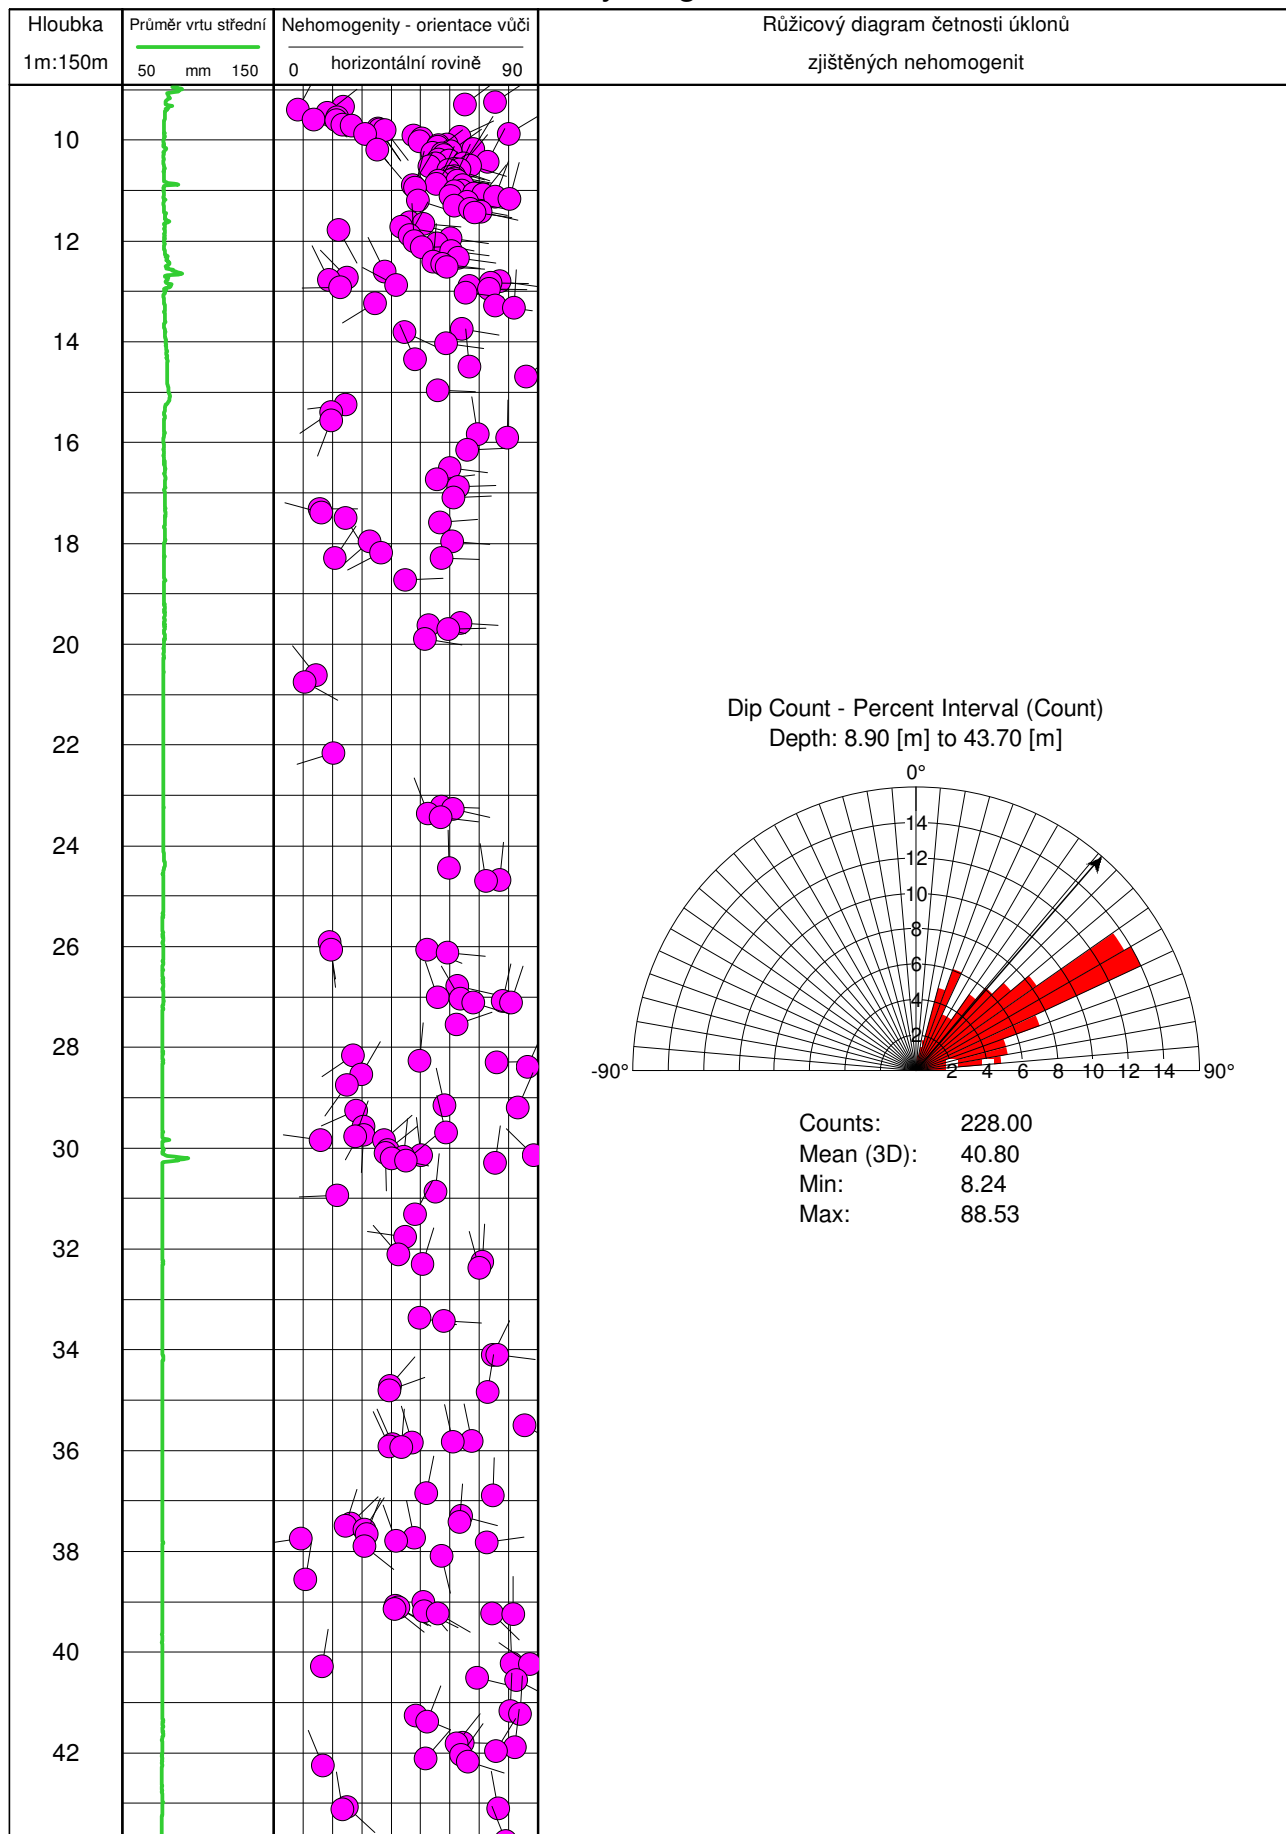 Hloubka
1m:150m
Průměr vrtu střední
50 mm 150
Nehomogenity - orientace vůči
horizontální rovině
0 90
Růžicový diagram četnosti úklonů
zjištěných nehomogenit
10
12
14
16
18
20
22
24
26
28
30
32
34
36
38
40
42
Dip Count - Percent Interval (Count)
Depth: 8.90 [m] to 43.70 [m]
0°
14
12
10
8
6
4
2
-90°
2 4 6 8 10 12 14 90°
Counts: 228.00
Mean (3D): 40.80
Min: 8.24
Max: 88.53